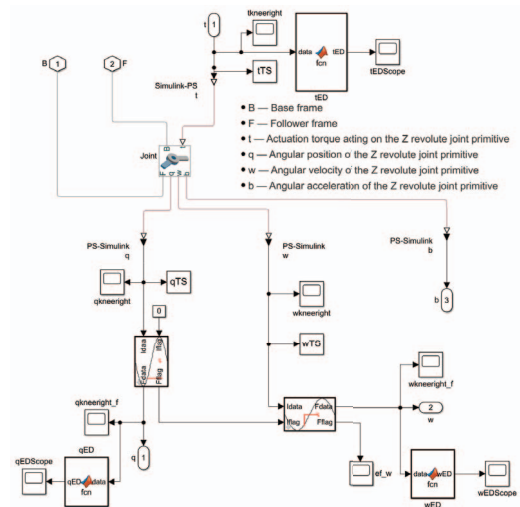 t
1
tkneeright
data
fcn
tED
tED
tEDScope
tTS
Simulink-PS
t
B
1
2
F
Joint
B
t
F
q
w
b
• B — Base frame
• F — Follower frame
• t — Actuation torque acting on the Z revolute joint primitive
• q — Angular position o the Z revolute joint primitive
• w — Angular velocity o the Z revolute joint primitive
• b — Angular acceleration of the Z revolute joint primitive
PS-Simulink
q
PS-Simulink
w
PS-Simulink
b
qkneeright
qTS
0
wkneeright
b
3
wTG
Idaa
Iflag
Fdata
Fflag
wkneeright_f
qkneeright_f
Idata
Fdata
Iflag
Fflag
2
w
q
1
ef_w
qED
qEDScope
qED
data
fcn
data
wED
fcn
wED
wEDScope